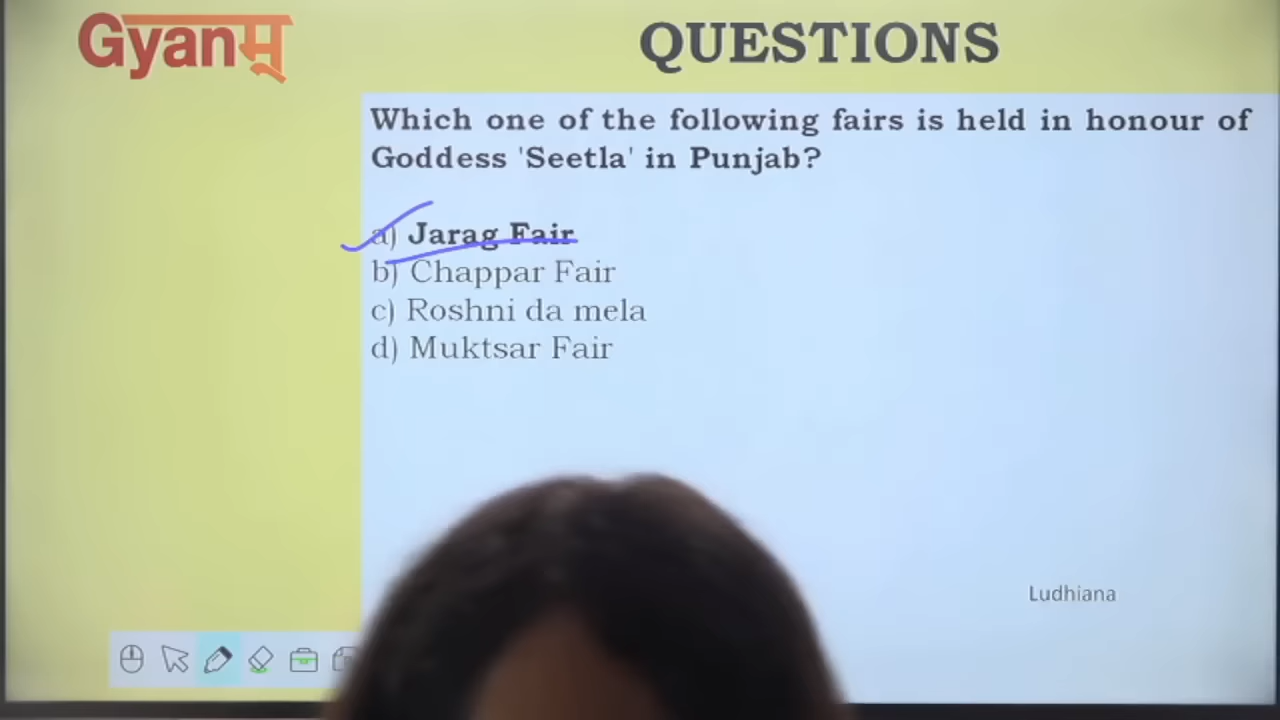 Gyanम
QUESTIONS
Which one of the following fairs is held in honour of
Goddess 'Seetla' in Punjab?
a) Jarag Fair
b) Chappar Fair
c) Roshni da mela
d) Muktsar Fair
Ludhiana